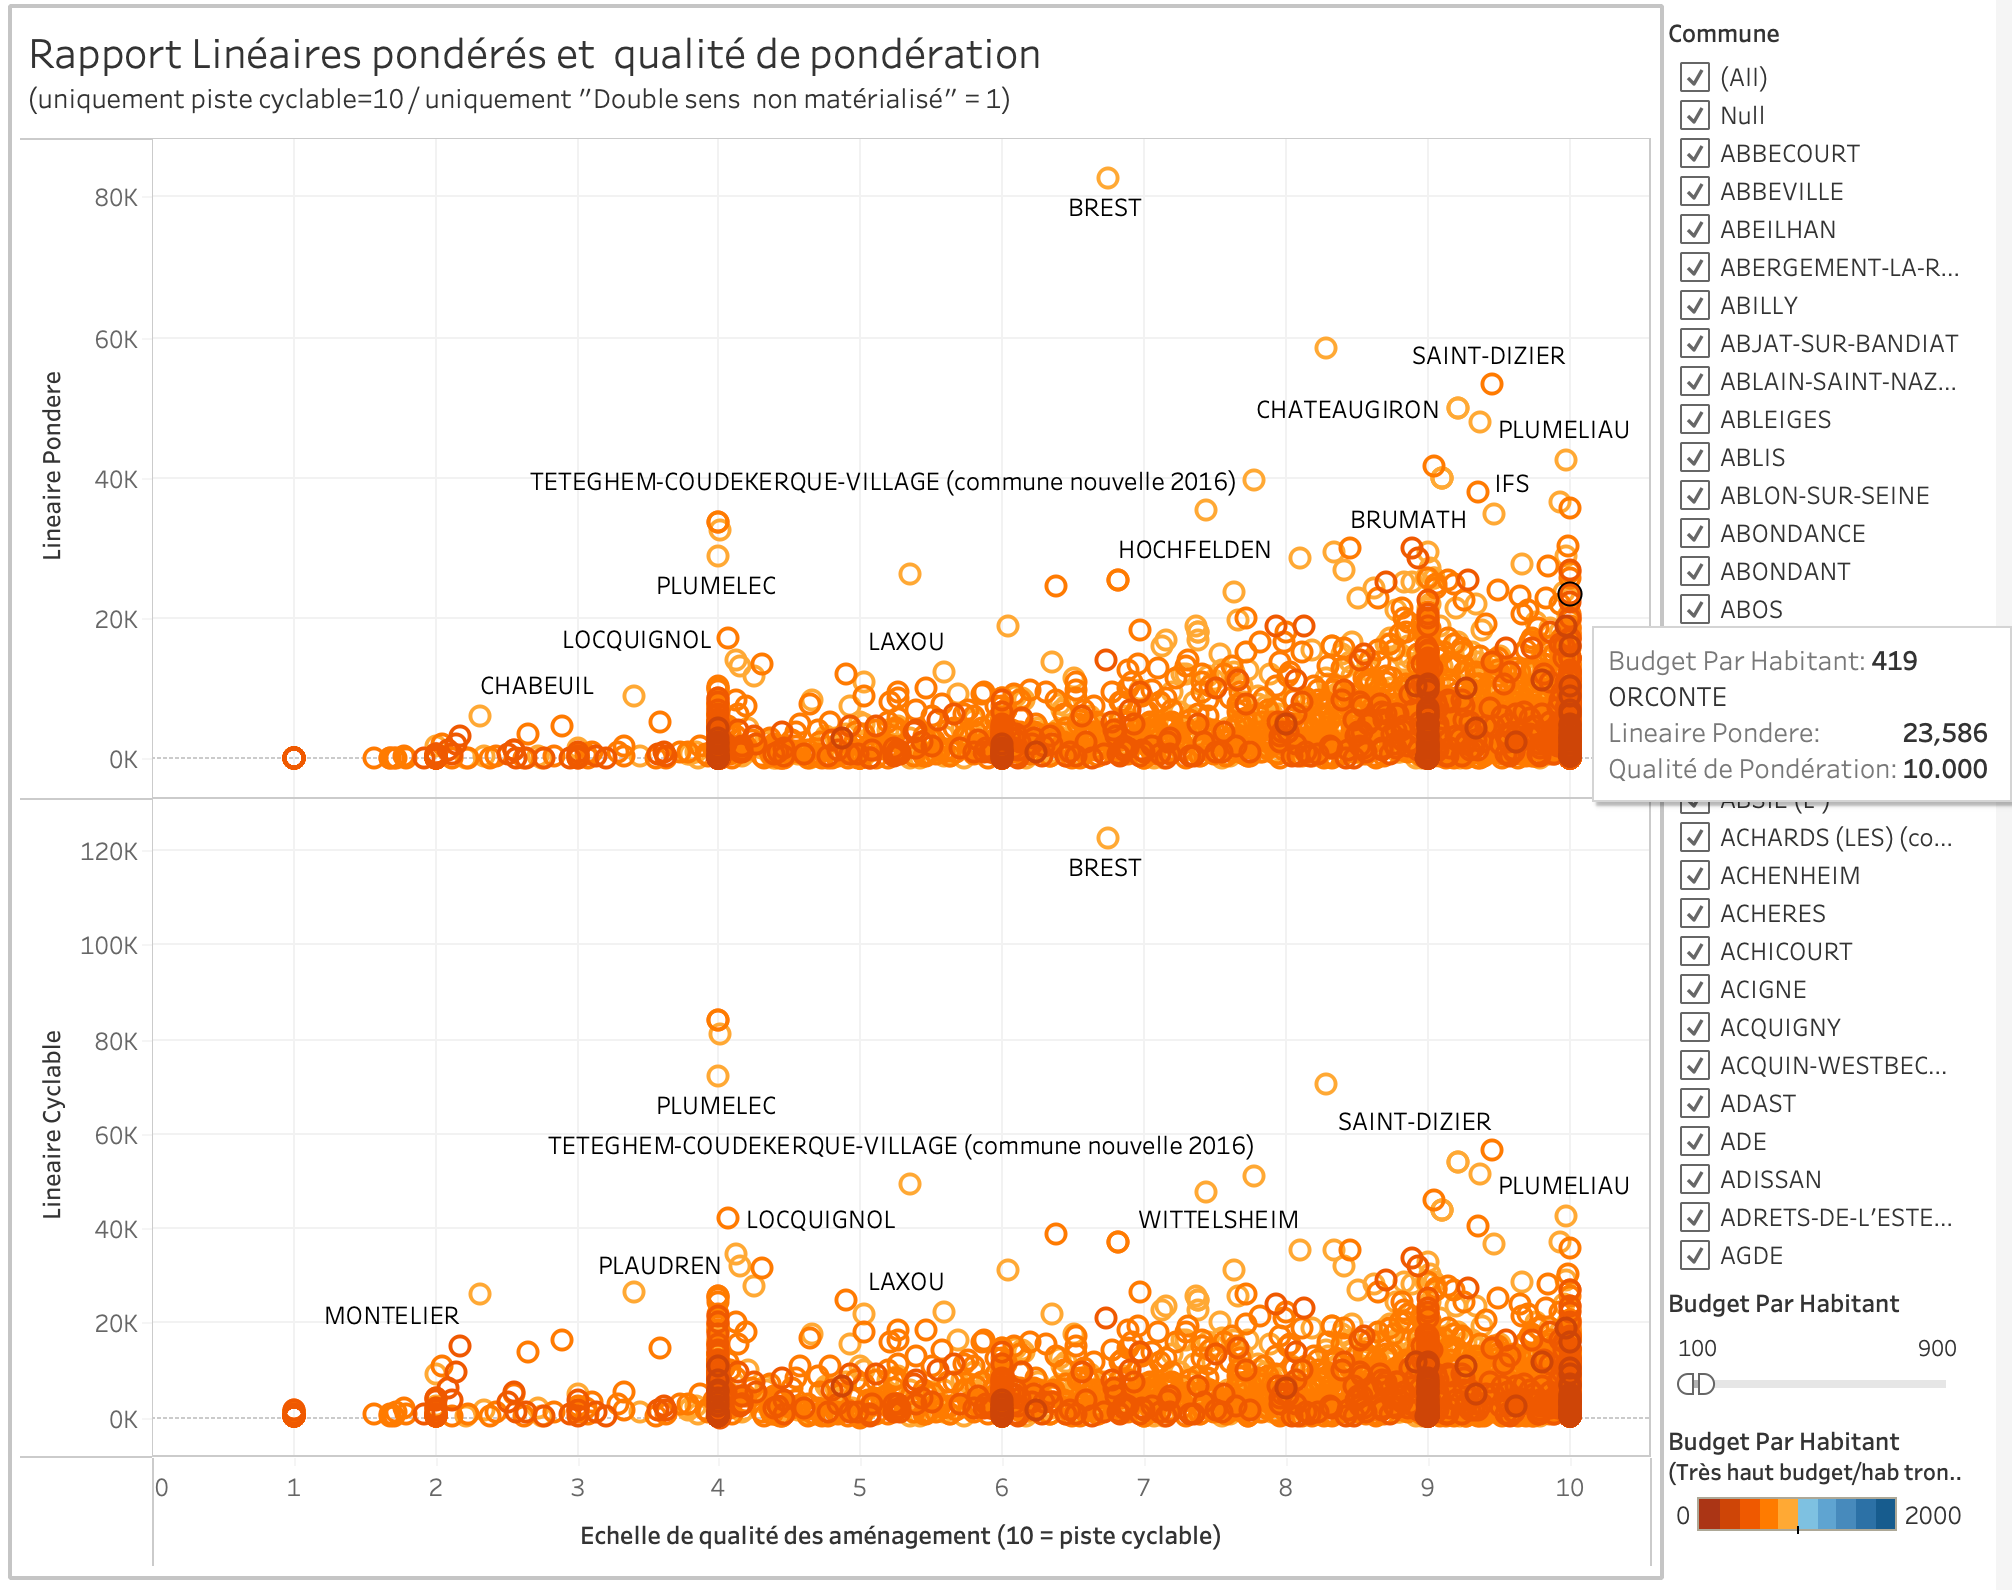 Rapport Linéaires pondérés et  qualité de pondération
(uniquement piste cyclable=10 / uniquement "Double sens  non matérialisé" = 1)
Lineaire Pondere
80K
60K
40K
20K
0K
BREST
SAINT-DIZIER
CHATEAUGIRON
PLUMELIAU
TETEGHEM-COUDEKERQUE-VILLAGE (commune nouvelle 2016)
IFS
BRUMATH
HOCHFELDEN
PLUMELEC
LOCQUIGNOL
LAXOU
CHABEUIL
Lineaire Cyclable
120K
100K
80K
60K
40K
20K
0K
BREST
PLUMELEC
SAINT-DIZIER
TETEGHEM-COUDEKERQUE-VILLAGE (commune nouvelle 2016)
PLUMELIAU
LOCQUIGNOL
WITTELSHEIM
PLAUDREN
LAXOU
MONTELIER
0 1 2 3 4 5 6 7 8 9 10
Echelle de qualité des aménagement (10 = piste cyclable)
Commune
(All)
Null
ABBECOURT
ABBEVILLE
ABEILHAN
ABERGEMENT-LA-R...
ABILLY
ABJAT-SUR-BANDIAT
ABLAIN-SAINT-NAZ...
ABLEIGES
ABLIS
ABLON-SUR-SEINE
ABONDANCE
ABONDANT
ABOS
Budget Par Habitant: 419
ORCONTE
Lineaire Pondere: 23,586
Qualité de Pondération: 10.000
ABSIE (L')
ACHARDS (LES) (co...
ACHENHEIM
ACHERES
ACHICOURT
ACIGNE
ACQUIGNY
ACQUIN-WESTBEC...
ADAST
ADE
ADISSAN
ADRETS-DE-L'ESTE...
AGDE
Budget Par Habitant
100 900
Budget Par Habitant
(Très haut budget/hab tron..
0 2000